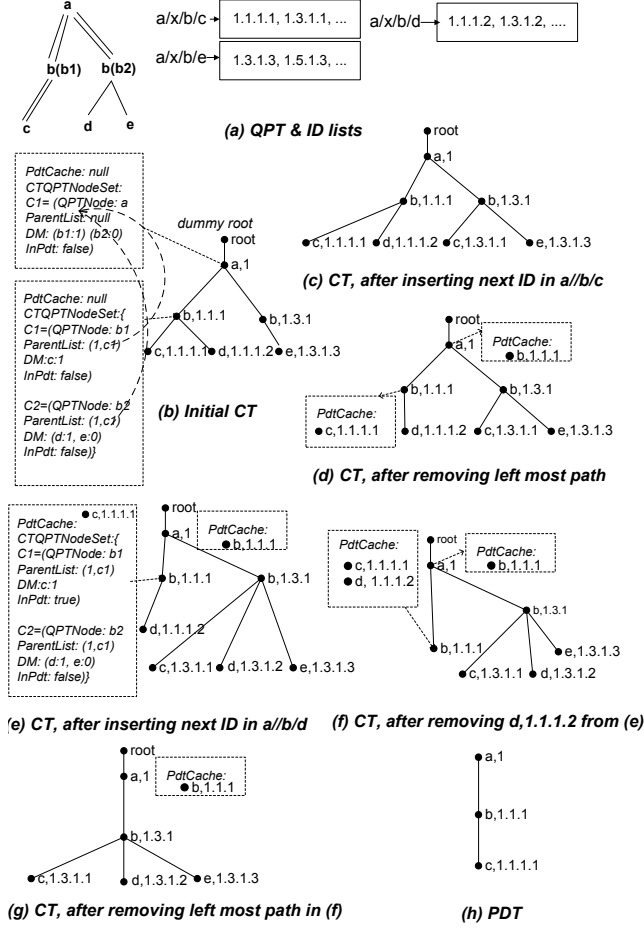 a
b(b1)
b(b2)
c
d
e
a/x/b/c
1.1.1.1, 1.3.1.1, ...
a/x/b/d
1.1.1.2, 1.3.1.2, ....
a/x/b/e
1.3.1.3, 1.5.1.3, ...
(a) QPT & ID lists
PdtCache: null
CTQPTNodeSet:
C1= (QPTNode: a
ParentList: null
DM: (b1:1) (b2:0)
InPdt: false)
PdtCache: null
CTQPTNodeSet:{
C1=(QPTNode: b1
ParentList: (1,c1)
DM:c:1
InPdt: false)
C2=(QPTNode: b2
ParentList: (1,c1)
DM: (d:1, e:0)
InPdt: false)}
dummy root
root
a,1
b,1.1.1
b,1.3.1
c,1.1.1.1
d,1.1.1.2
e,1.3.1.3
(b) Initial CT
root
a,1
b,1.1.1
b,1.3.1
c,1.1.1.1
d,1.1.1.2
c,1.3.1.1
e,1.3.1.3
(c) CT, after inserting next ID in a//b/c
root
a,1
PdtCache:
b,1.1.1
b,1.1.1
b,1.3.1
PdtCache:
c,1.1.1.1
d,1.1.1.2
c,1.3.1.1
e,1.3.1.3
(d) CT, after removing left most path
c,1.1.1.1
PdtCache:
CTQPTNodeSet:{
C1=(QPTNode: b1
ParentList: (1,c1)
DM:c:1
InPdt: true)
C2=(QPTNode: b2
ParentList: (1,c1)
DM: (d:1, e:0)
InPdt: false)}
root
a,1
PdtCache:
b,1.1.1
b,1.1.1
b,1.3.1
d,1.1.1.2
c,1.3.1.1
d,1.3.1.2
e,1.3.1.3
(e) CT, after inserting next ID in a//b/d
PdtCache:
c,1.1.1.1
d, 1.1.1.2
root
a,1
PdtCache:
b,1.1.1
b,1.3.1
b,1.1.1
e,1.3.1.3
c,1.3.1.1
d,1.3.1.2
(f) CT, after removing d,1.1.1.2 from (e)
root
a,1
PdtCache:
b,1.1.1
b,1.3.1
c,1.3.1.1
d,1.3.1.2
e,1.3.1.3
(g) CT, after removing left most path in (f)
a,1
b,1.1.1
c,1.1.1.1
(h) PDT